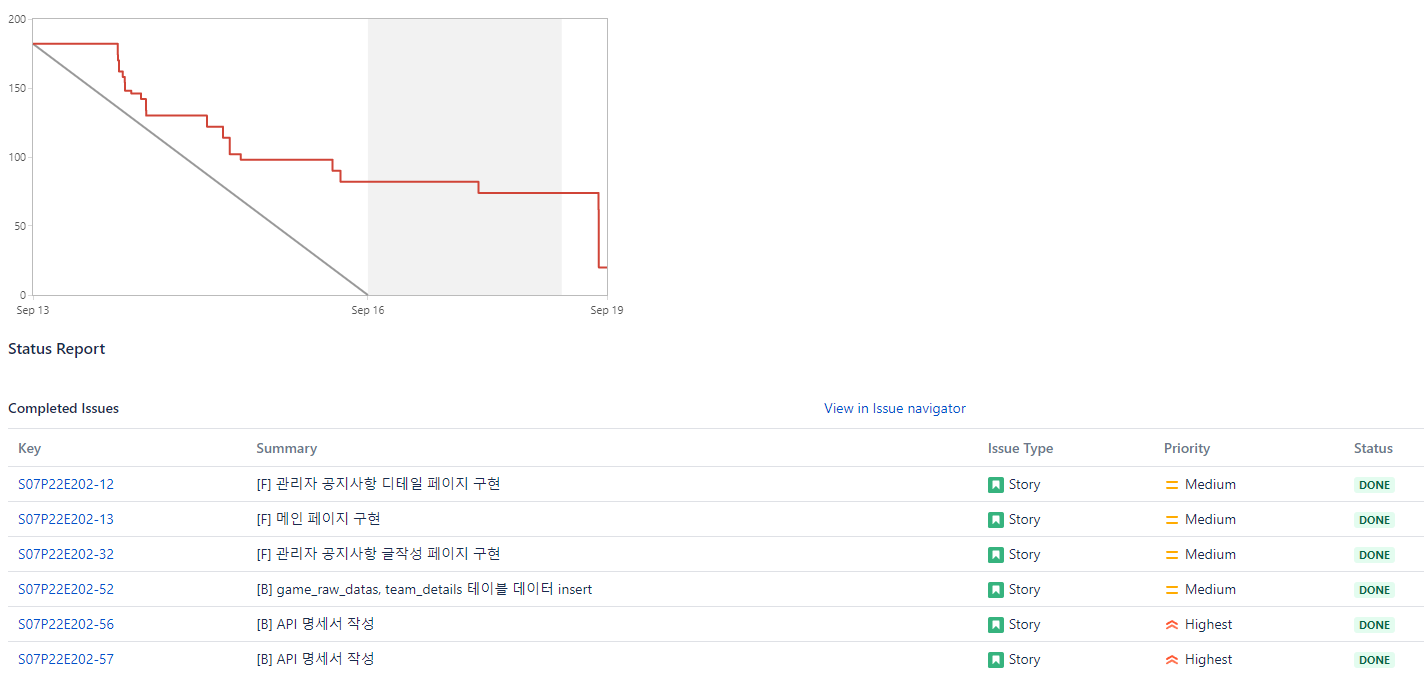 200
150
100
50
0
Sep 13 Sep 16 Sep 19
Status Report
Completed Issues View in Issue navigator
Key Summary Issue Type Priority Status
S07P22E202-12 [F] 관리자 공지사항 디테일 페이지 구현 Story Medium DONE
S07P22E202-13 [F] 메인 페이지 구현 Story Medium DONE
S07P22E202-32 [F] 관리자 공지사항 글작성 페이지 구현 Story Medium DONE
S07P22E202-52 [B] game_raw_datas, team_details 테이블 데이터 insert Story Medium DONE
S07P22E202-56 [B] API 명세서 작성 Story Highest DONE
S07P22E202-57 [B] API 명세서 작성 Story Highest DONE